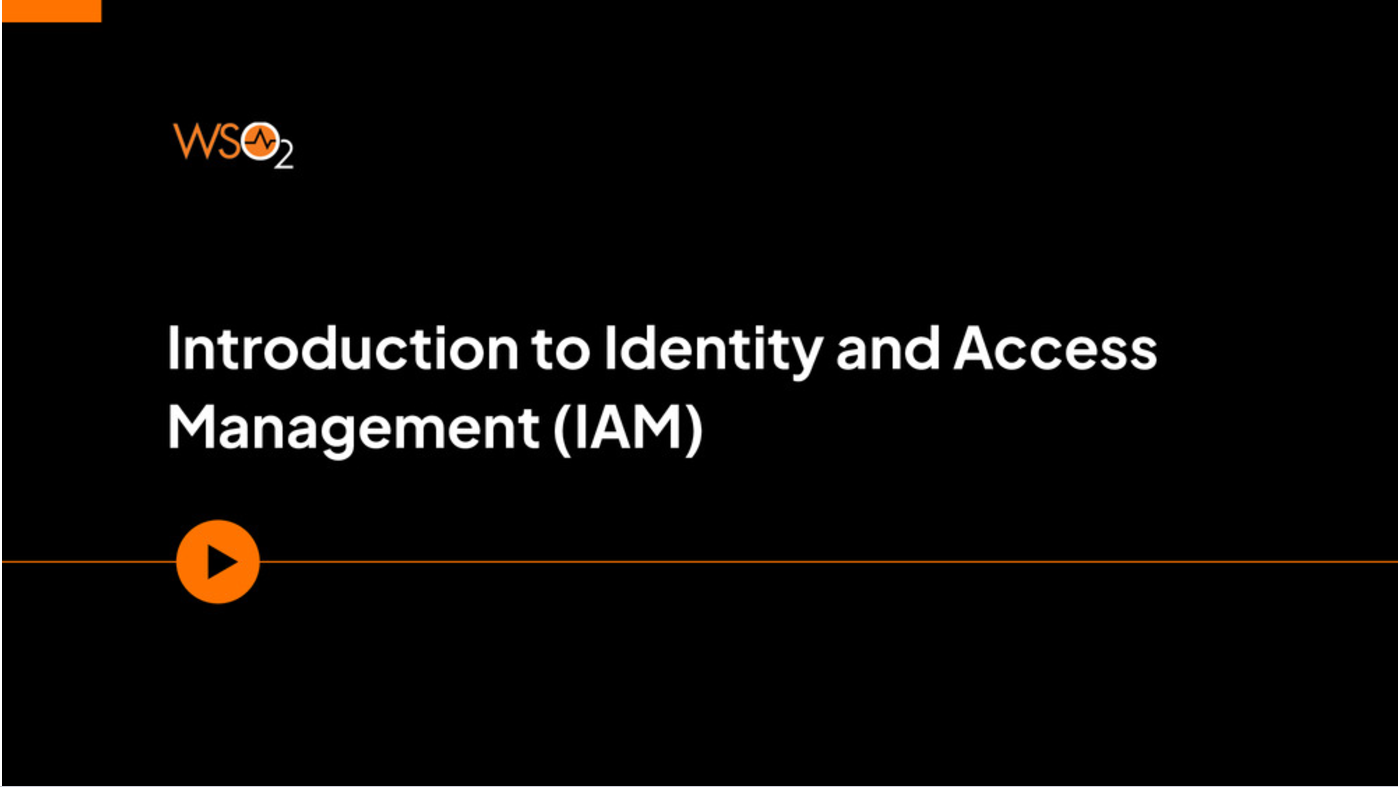 WSO2
Introduction to Identity and Access
Management (IAM)